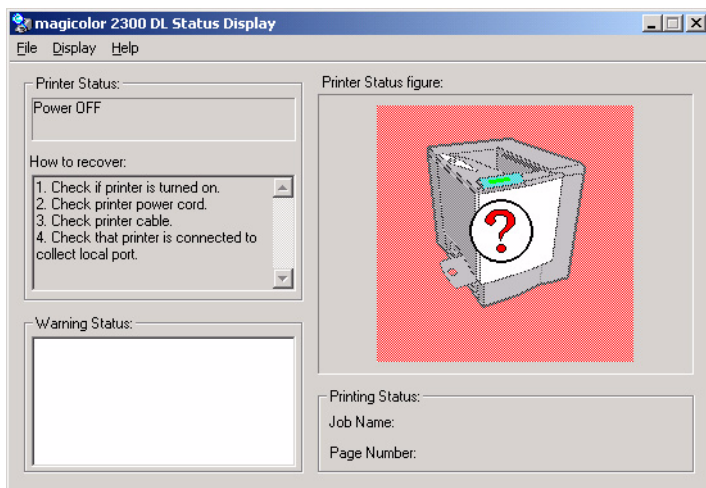 magicolor 2300 DL Status Display
File Display Help
Printer Status:
Power OFF
How to recover:
1. Check if printer is turned on.
2. Check printer power cord.
3. Check printer cable.
4. Check that printer is connected to
collect local port.
Warning Status:
Printer Status figure:
?
Printing Status:
Job Name:
Page Number: